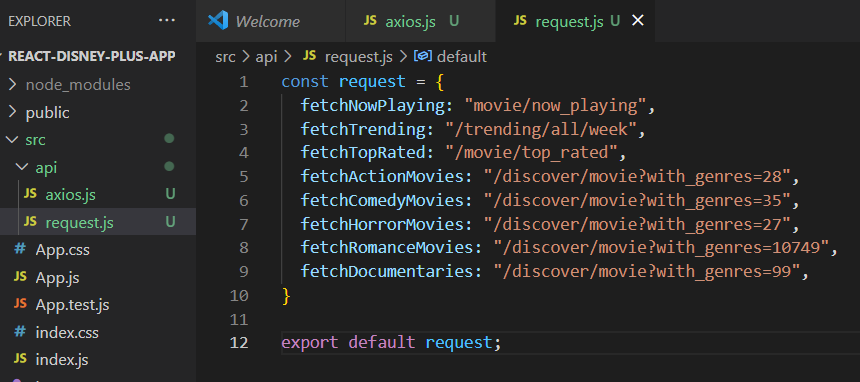 EXPLORER ...
Welcome
JS axios.js U
JS request.js U
REACT-DISNEY-PLUS-APP
node_modules
public
src
api
JS axios.js U
JS request.js U
# App.css
JS App.js
JS App.test.js
# index.css
JS index.js
src > api > JS request.js > default
1 const request = {
2 fetchNowPlaying: "movie/now_playing",
3 fetchTrending: "/trending/all/week",
4 fetchTopRated: "/movie/top_rated",
5 fetchActionMovies: "/discover/movie?with_genres=28",
6 fetchComedyMovies: "/discover/movie?with_genres=35",
7 fetchHorrorMovies: "/discover/movie?with_genres=27",
8 fetchRomanceMovies: "/discover/movie?with_genres=10749",
9 fetchDocumentaries: "/discover/movie?with_genres=99",
10 }
11
12 export default request;